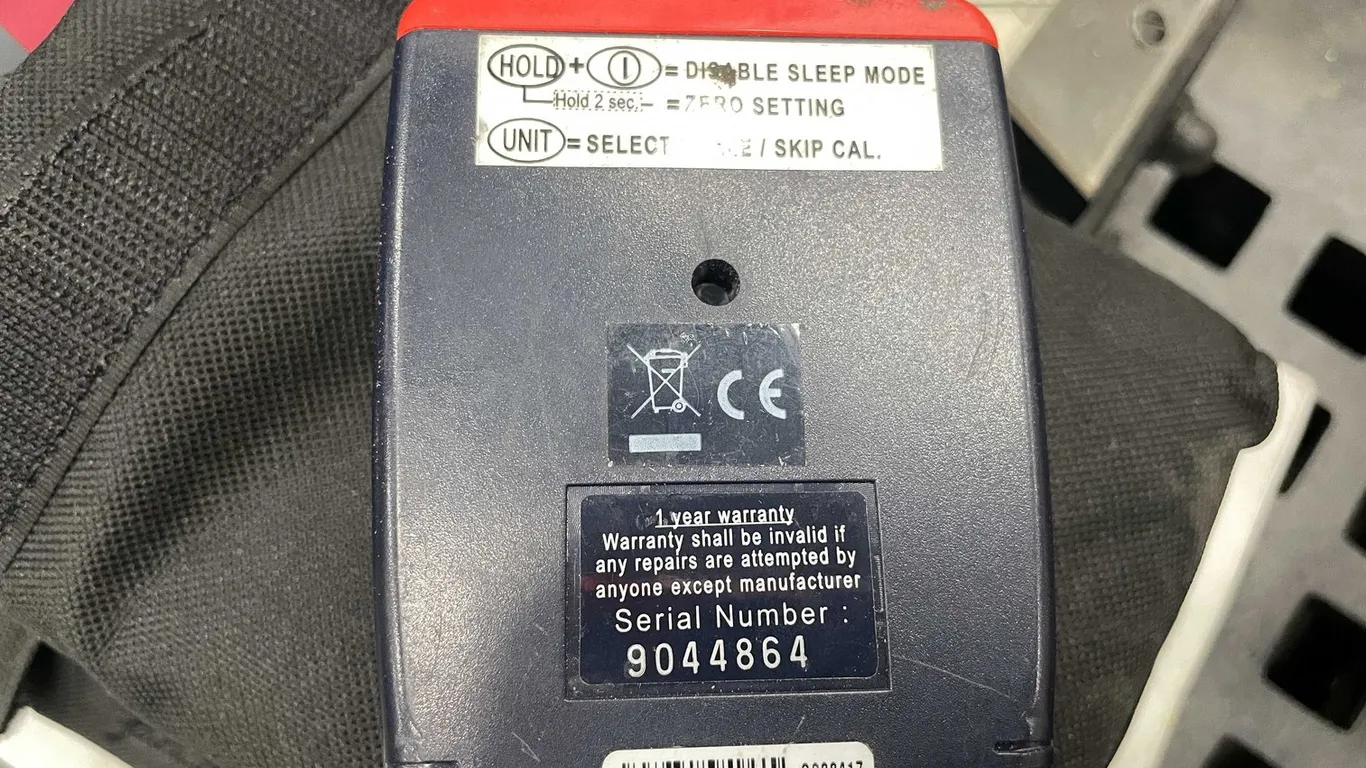 HOLD + = DISABLE SLEEP MODE
Hold 2 sec. = ZERO SETTING
UNIT = SELECT / SKIP CAL.
CE
1 year warranty
Warranty shall be invalid if
any repairs are attempted by
anyone except manufacturer
Serial Number :
9044864